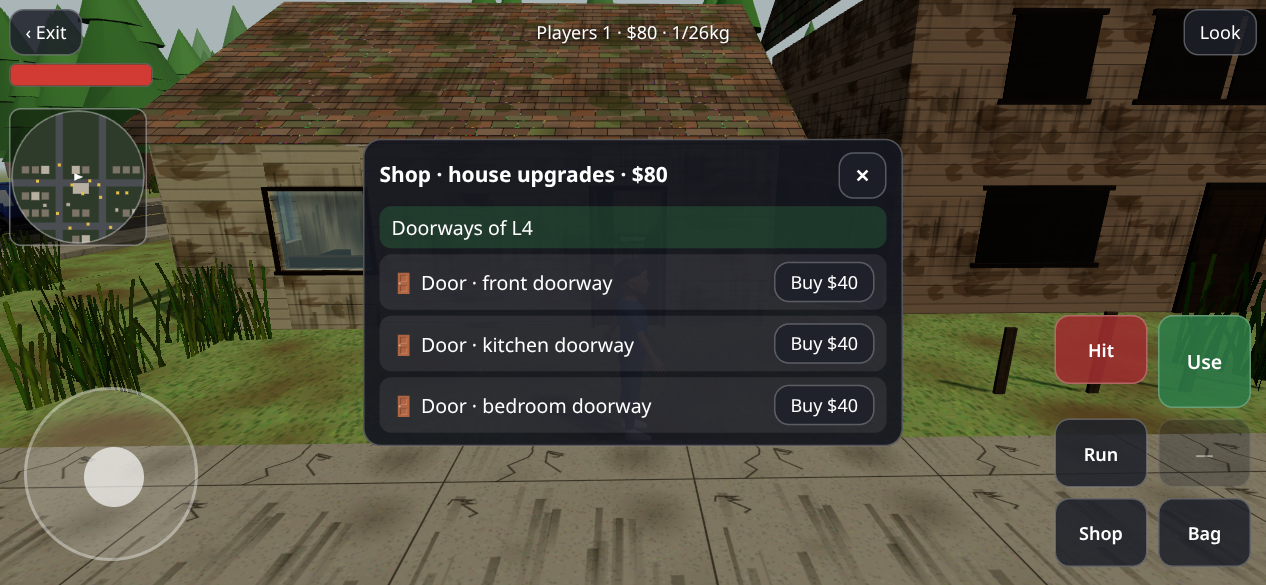 ‹ Exit
Players 1 · $80 · 1/26kg
Look
Shop · house upgrades · $80
×
Doorways of L4
Door · front doorway
Buy $40
Door · kitchen doorway
Buy $40
Door · bedroom doorway
Buy $40
Hit
Use
Run
—
Shop
Bag